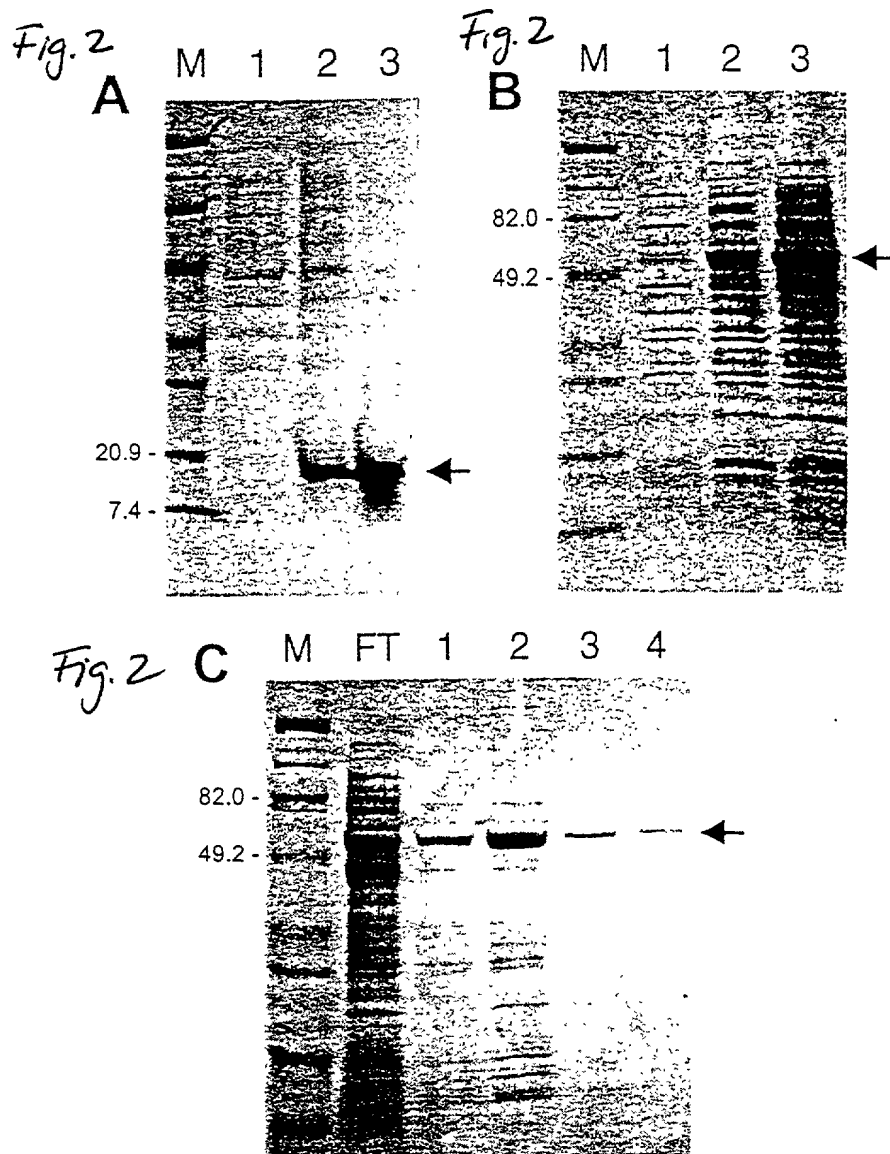 Fig. 2
A
M 1 2 3
20.9 -
7.4 -
Fig. 2
B
M 1 2 3
82.0 -
49.2 -
Fig. 2 C
M FT 1 2 3 4
82.0 -
49.2 -